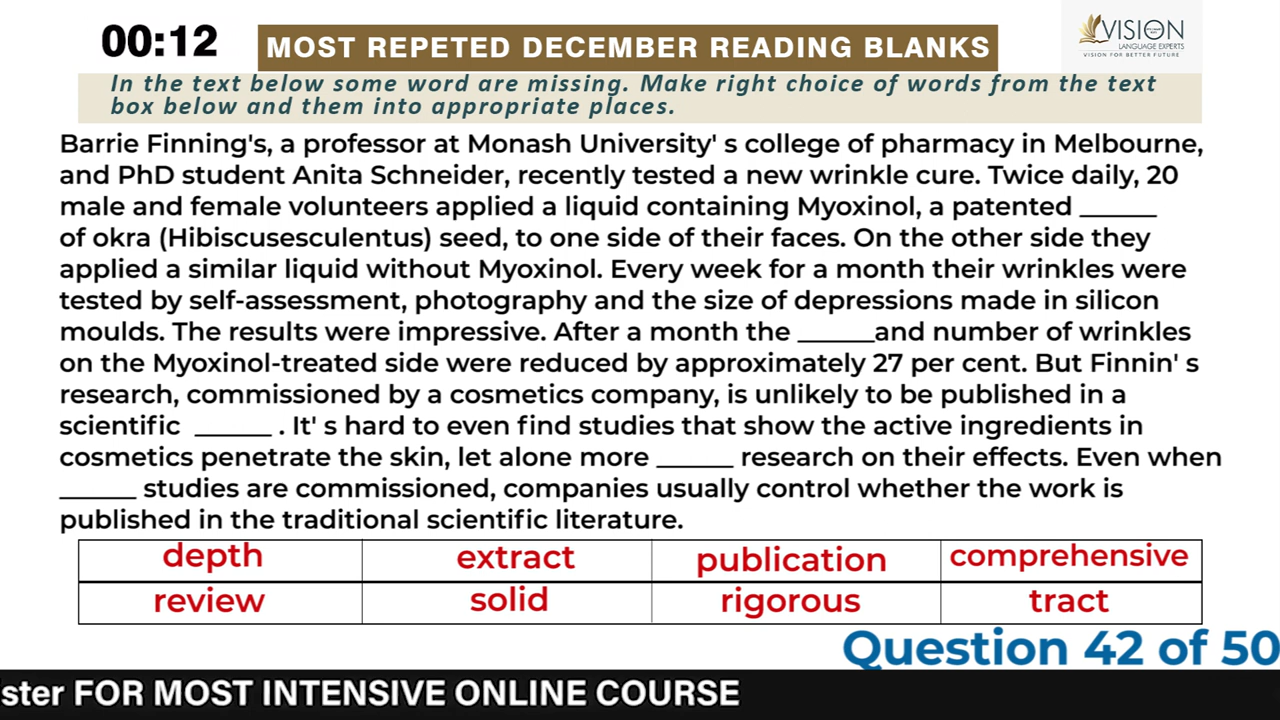 00:12
MOST REPETED DECEMBER READING BLANKS
VISION
LANGUAGE EXPERTS
VISION FOR BETTER FUTURE
In the text below some word are missing. Make right choice of words from the text
box below and them into appropriate places.
Barrie Finning's, a professor at Monash University' s college of pharmacy in Melbourne,
and PhD student Anita Schneider, recently tested a new wrinkle cure. Twice daily, 20
male and female volunteers applied a liquid containing Myoxinol, a patented ______
of okra (Hibiscusesculentus) seed, to one side of their faces. On the other side they
applied a similar liquid without Myoxinol. Every week for a month their wrinkles were
tested by self-assessment, photography and the size of depressions made in silicon
moulds. The results were impressive. After a month the ______and number of wrinkles
on the Myoxinol-treated side were reduced by approximately 27 per cent. But Finnin' s
research, commissioned by a cosmetics company, is unlikely to be published in a
scientific ______ . It' s hard to even find studies that show the active ingredients in
cosmetics penetrate the skin, let alone more ______ research on their effects. Even when
______ studies are commissioned, companies usually control whether the work is
published in the traditional scientific literature.
depth extract publication comprehensive
review solid rigorous tract
Question 42 of 50
ster FOR MOST INTENSIVE ONLINE COURSE